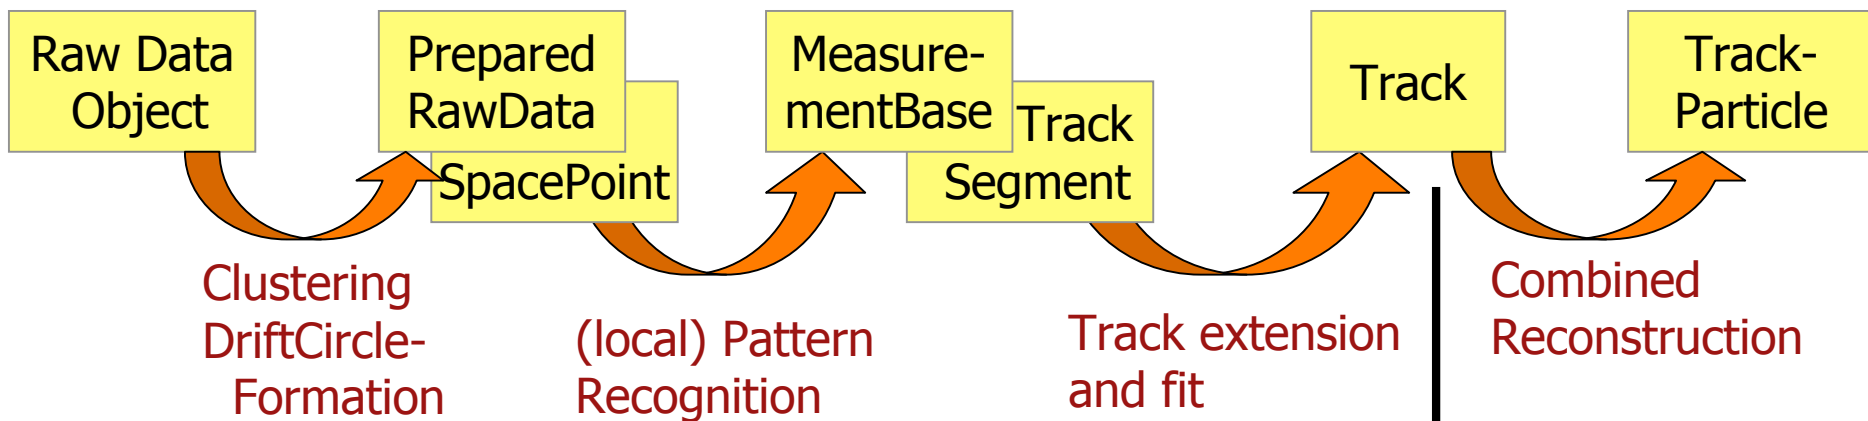 Raw Data
Object
Prepared
RawData
SpacePoint
Measure-
mentBase
Track
Segment
Track
Track-
Particle
Clustering
DriftCircle-
Formation
(local) Pattern
Recognition
Track extension
and fit
Combined
Reconstruction